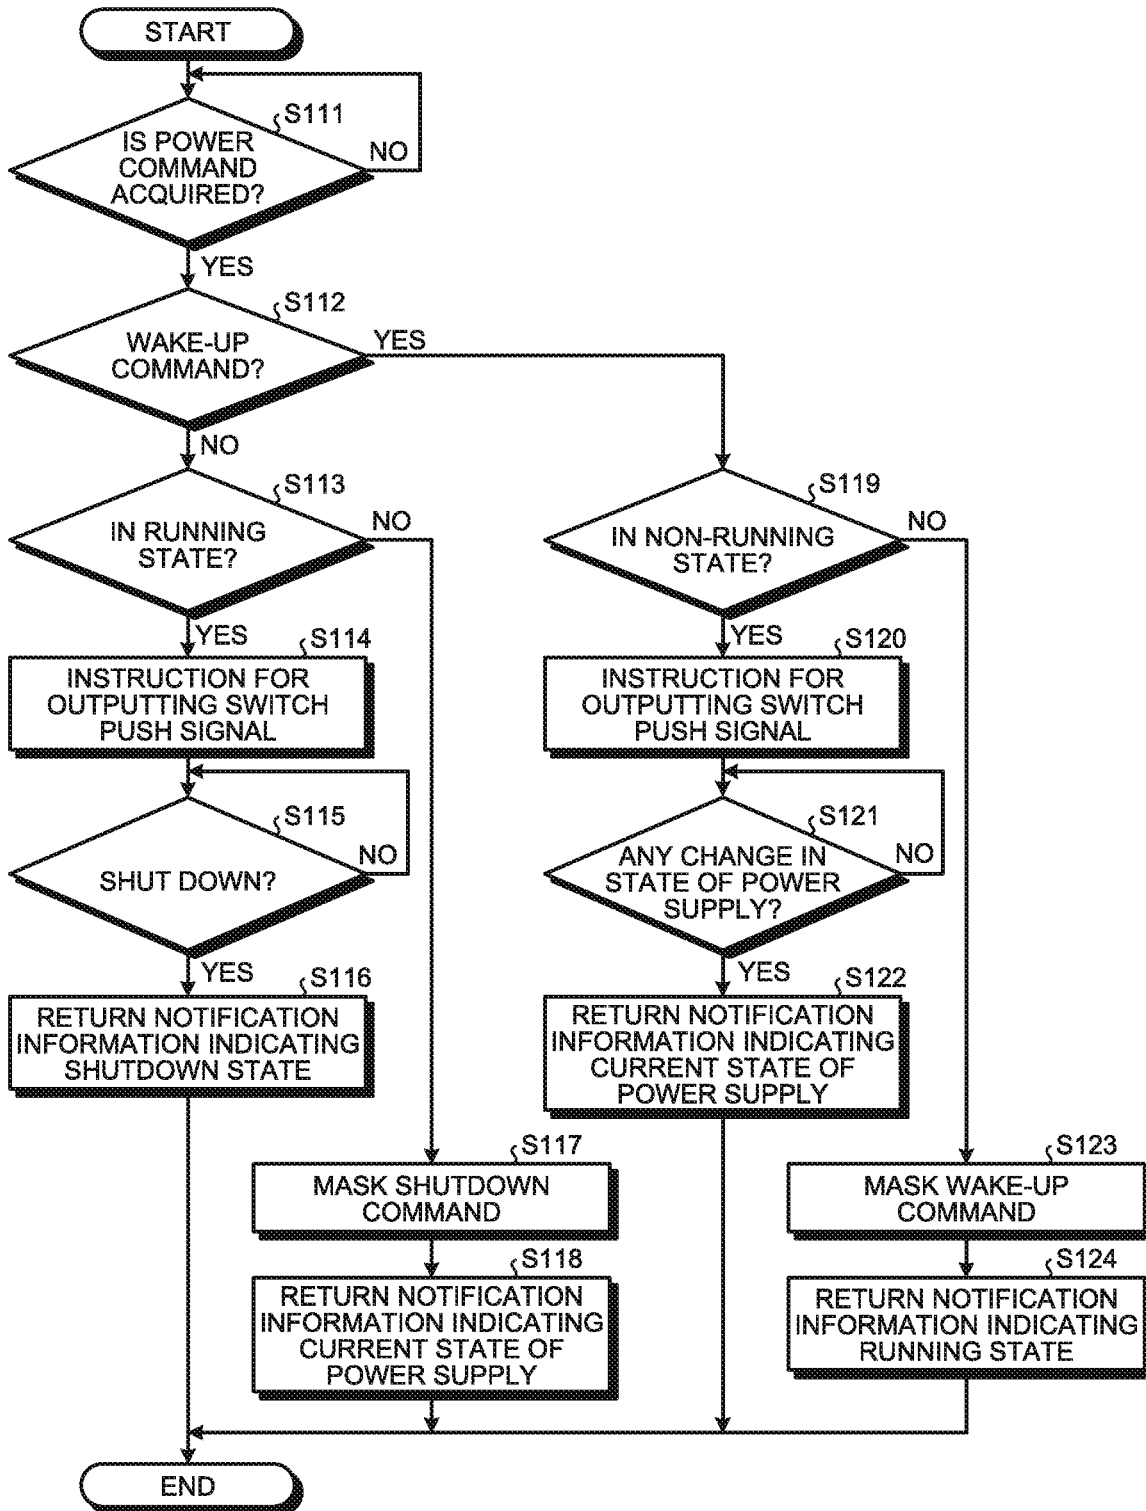 START
S111
IS POWER
COMMAND
ACQUIRED?
NO
YES
S112
WAKE-UP
COMMAND?
YES
NO
S113
IN RUNNING
STATE?
NO
YES
S114
INSTRUCTION FOR
OUTPUTTING SWITCH
PUSH SIGNAL
S115
SHUT DOWN?
NO
YES
S116
RETURN NOTIFICATION
INFORMATION INDICATING
SHUTDOWN STATE
S117
MASK SHUTDOWN
COMMAND
S118
RETURN NOTIFICATION
INFORMATION INDICATING
CURRENT STATE OF
POWER SUPPLY
S119
IN NON-RUNNING
STATE?
NO
YES
S120
INSTRUCTION FOR
OUTPUTTING SWITCH
PUSH SIGNAL
S121
ANY CHANGE IN
STATE OF POWER
SUPPLY?
NO
YES
S122
RETURN NOTIFICATION
INFORMATION INDICATING
CURRENT STATE OF
POWER SUPPLY
S123
MASK WAKE-UP
COMMAND
S124
RETURN NOTIFICATION
INFORMATION INDICATING
RUNNING STATE
END